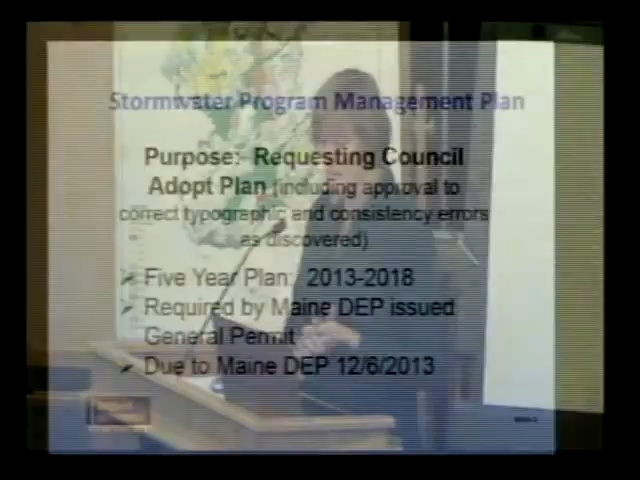 Stormwater Program Management Plan
Purpose: Requesting Council
Adopt Plan (including approval to
correct typographic and consistency errors
as discovered)
➢ Five Year Plan: 2013-2018
➢ Required by Maine DEP issued
General Permit
➢ Due to Maine DEP 12/6/2013